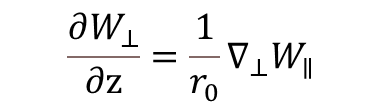 ∂W⊥/∂z = 1/r₀ ∇⊥W∥